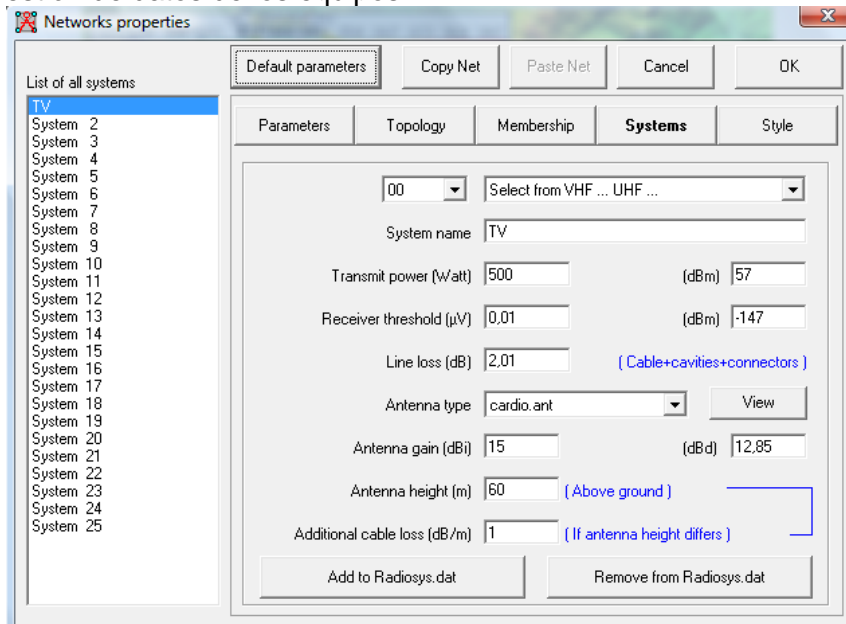 Networks properties
Default parameters Copy Net Paste Net Cancel OK
List of all systems
Parameters Topology Membership Systems Style
TV
System 2
System 3
System 4
System 5
System 6
System 7
System 8
System 9
System 10
System 11
System 12
System 13
System 14
System 15
System 16
System 17
System 18
System 19
System 20
System 21
System 22
System 23
System 24
System 25
00 Select from VHF ... UHF ...
System name TV
Transmit power (Watt) 500 (dBm) 57
Receiver threshold (µV) 0,01 (dBm) -147
Line loss (dB) 2,01 ( Cable+cavities+connectors )
Antenna type cardio.ant View
Antenna gain (dBi) 15 (dBd) 12,85
Antenna height (m) 60 ( Above ground )
Additional cable loss (dB/m) 1 ( If antenna height differs )
Add to Radiosys.dat Remove from Radiosys.dat